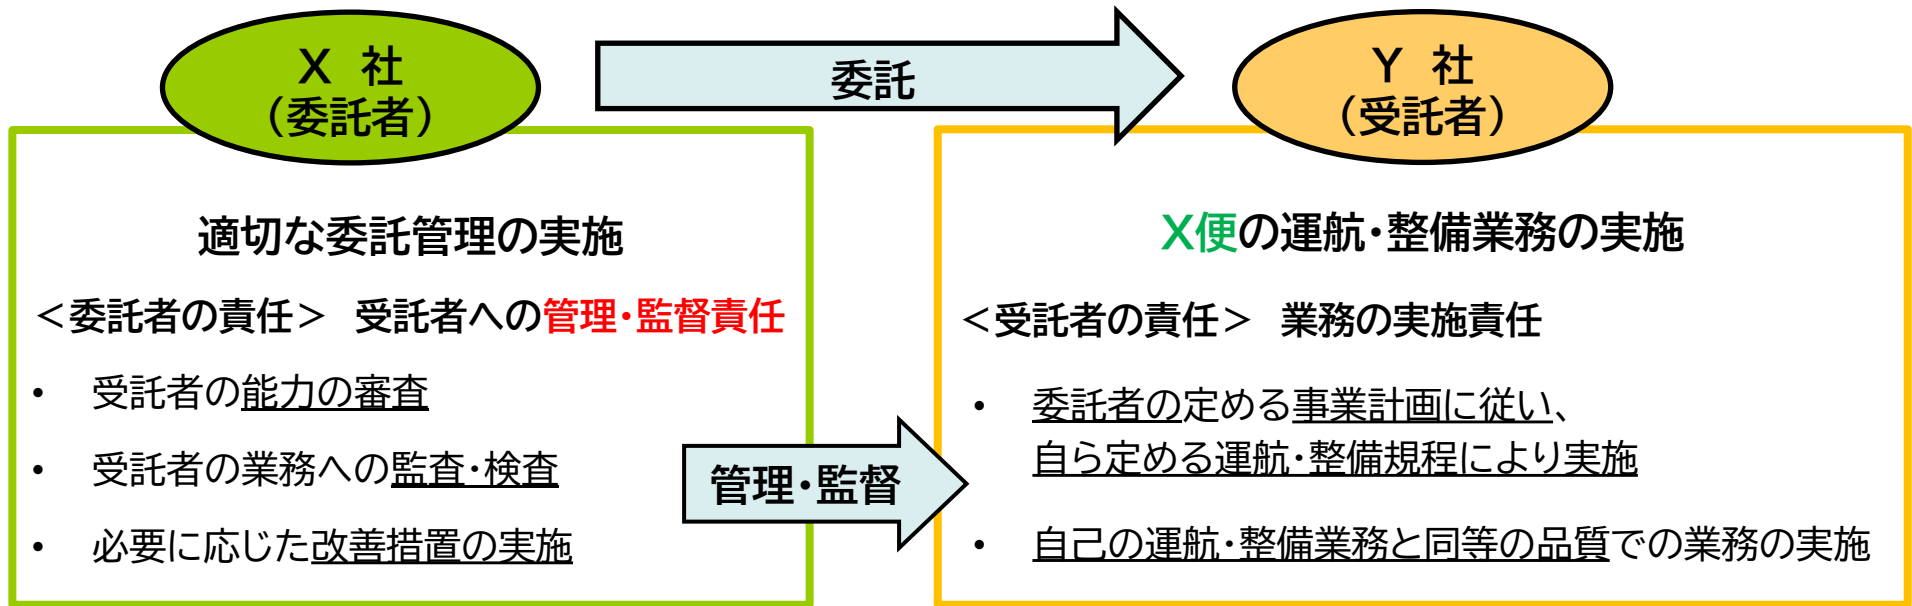 X 社
（委託者）
委託
Y 社
（受託者）
適切な委託管理の実施
＜委託者の責任＞ 受託者への管理・監督責任
• 受託者の能力の審査
• 受託者の業務への監査・検査
• 必要に応じた改善措置の実施
管理・監督
X便の運航・整備業務の実施
＜受託者の責任＞ 業務の実施責任
• 委託者の定める事業計画に従い、
自ら定める運航・整備規程により実施
• 自己の運航・整備業務と同等の品質での業務の実施